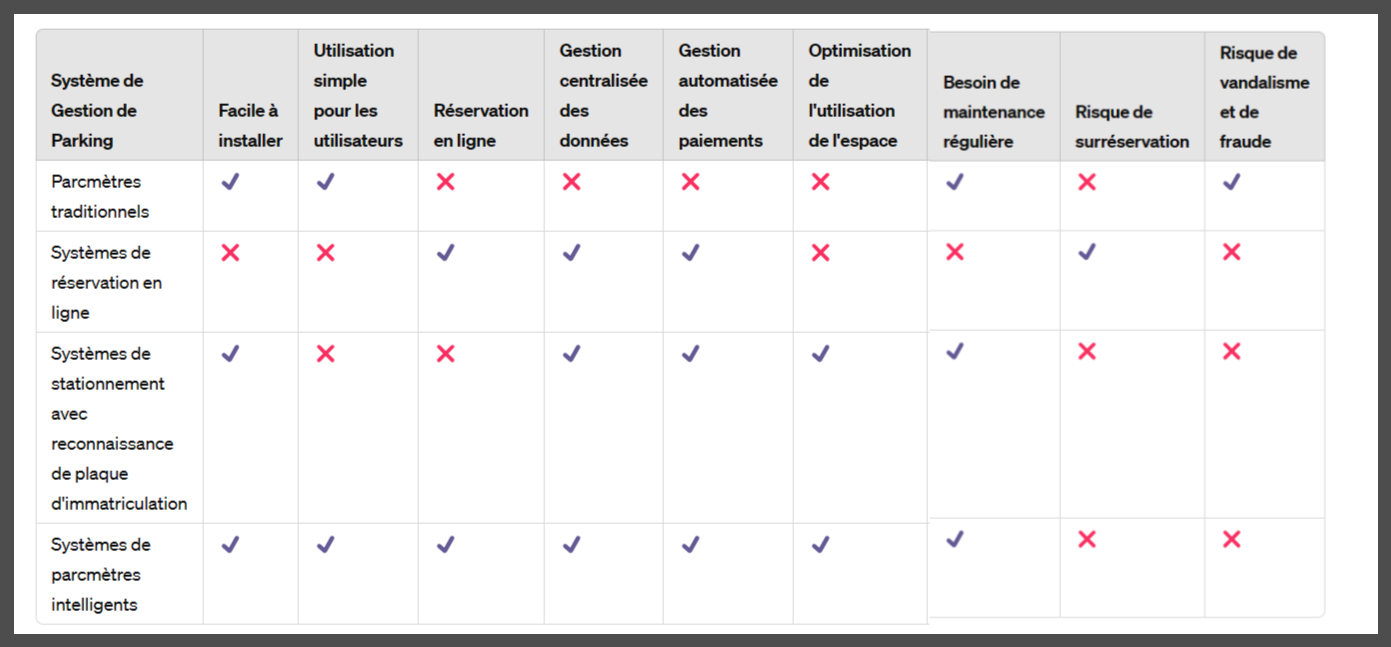 Système de Gestion de Parking
Facile à installer
Utilisation simple pour les utilisateurs
Réservation en ligne
Gestion centralisée des données
Gestion automatisée des paiements
Optimisation de l'utilisation de l'espace
Besoin de maintenance régulière
Risque de surréservation
Risque de vandalisme et de fraude
Parcmètres
traditionnels
Systèmes de
réservation en
ligne
Systèmes de
stationnement
avec
reconnaissance
de plaque
d'immatriculation
Systèmes de
parcmètres
intelligents